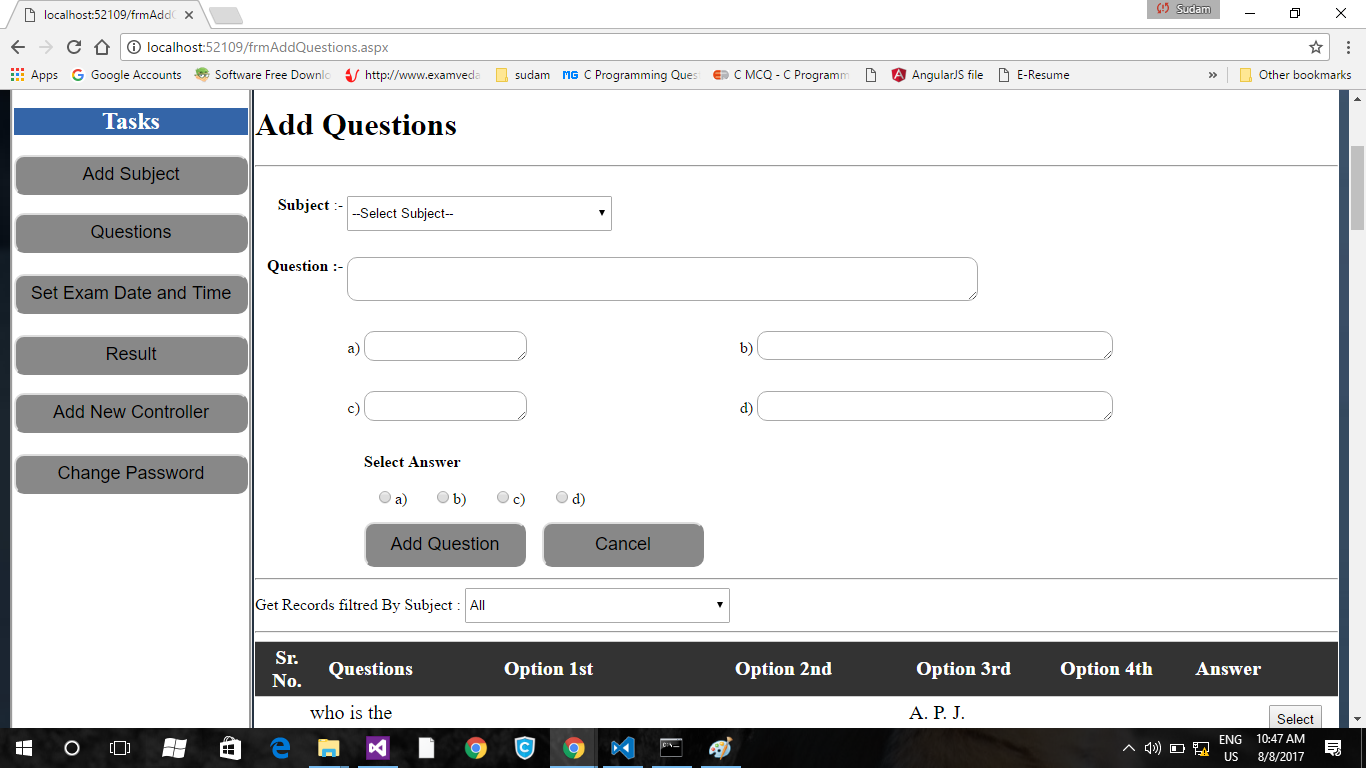 localhost:52109/frmAddC
Sudam
localhost:52109/frmAddQuestions.aspx
Apps
Google Accounts
Software Free Downlo
http://www.examveda
sudam
MG C Programming Ques
C MCQ - C Programm
AngularJS file
E-Resume
»
Other bookmarks
Tasks
Add Subject
Questions
Set Exam Date and Time
Result
Add New Controller
Change Password
Add Questions
Subject :-
--Select Subject--
Question :-
a)
b)
c)
d)
Select Answer
a) b) c) d)
Add Question
Cancel
Get Records filtred By Subject :
All
Sr. No.
Questions
Option 1st
Option 2nd
Option 3rd
Option 4th
Answer
who is the
A. P. J.
Select
ENG
US
10:47 AM
8/8/2017